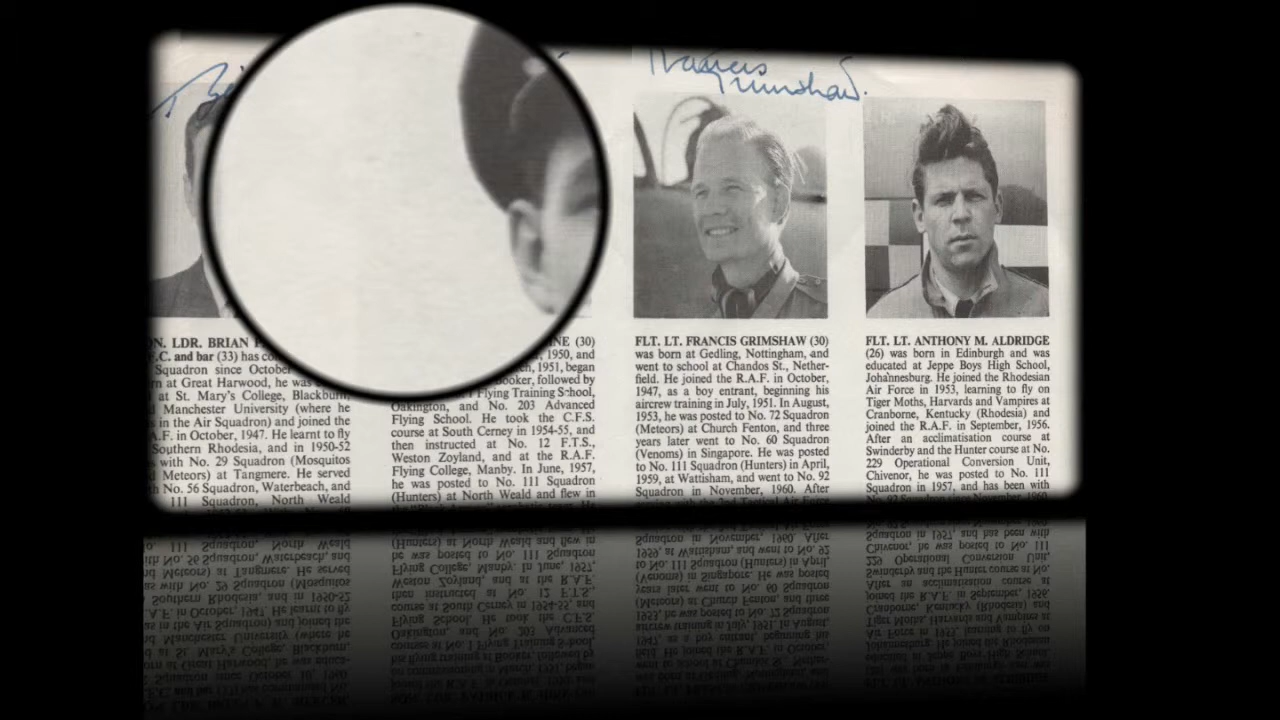 Francis
Grimshaw.
N. LDR. BRIAN
F.C. and bar (33) has
Squadron since October
at Great Harwood, he was
at St. Mary's College, Blackburn,
Manchester University (where he
in the Air Squadron) and joined the
A.F. in October, 1947. He learnt to fly
Southern Rhodesia, and in 1950-52
with No. 29 Squadron (Mosquitos
Meteors) at Tangmere. He served
No. 56 Squadron, Waterbeach, and
111 Squadron, North Weald
(30)
1950, and
1951, began
followed by
Flying Training School
Oakington, and No. 203 Advanced
Flying School. He took the C.F.S.
course at South Cerney in 1954-55, and
then instructed at No. 12 F.T.S.,
Weston Zoyland, and at the R.A.F.
Flying College, Manby. In June, 1957,
he was posted to No. 111 Squadron
(Hunters) at North Weald and flew in
FLT. LT. FRANCIS GRIMSHAW (30)
was born at Gedling, Nottingham, and
went to school at Chandos St., Nether-
field. He joined the R.A.F. in October,
1947, as a boy entrant, beginning his
aircrew training in July, 1951. In August,
1953, he was posted to No. 72 Squadron
(Meteors) at Church Fenton, and three
years later went to No. 60 Squadron
(Venoms) in Singapore. He was posted
to No. 111 Squadron (Hunters) in April,
1959, at Wattisham, and went to No. 92
Squadron in November, 1960. After
FLT. LT. ANTHONY M. ALDRIDGE
(26) was born in Edinburgh and was
educated at Jeppe Boys High School,
Johannesburg. He joined the Rhodesian
Air Force in 1953, learning to fly on
Tiger Moths, Harvards and Vampires at
Cranborne, Kentucky (Rhodesia) and
joined the R.A.F. in September, 1956.
After an acclimatisation course at
Swinderby and the Hunter course at No.
229 Operational Conversion Unit,
Chivenor, he was posted to No. 111
Squadron in 1957, and has been with